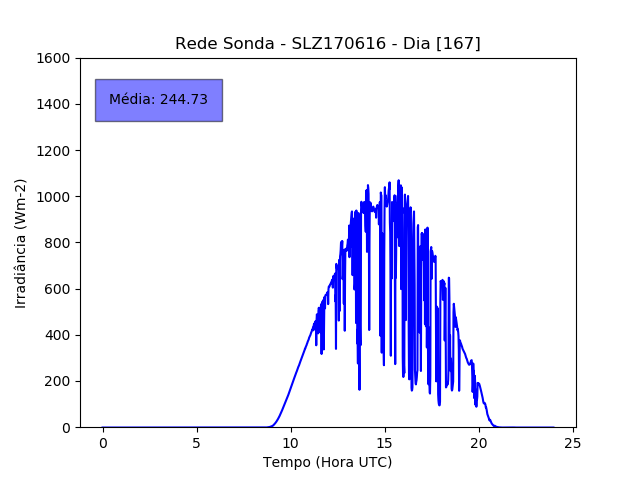 Rede Sonda - SLZ170616 - Dia [167]
1600
1400
1200
1000
800
600
400
200
0
Média: 244.73
Irradiância (Wm-2)
0 5 10 15 20 25
Tempo (Hora UTC)